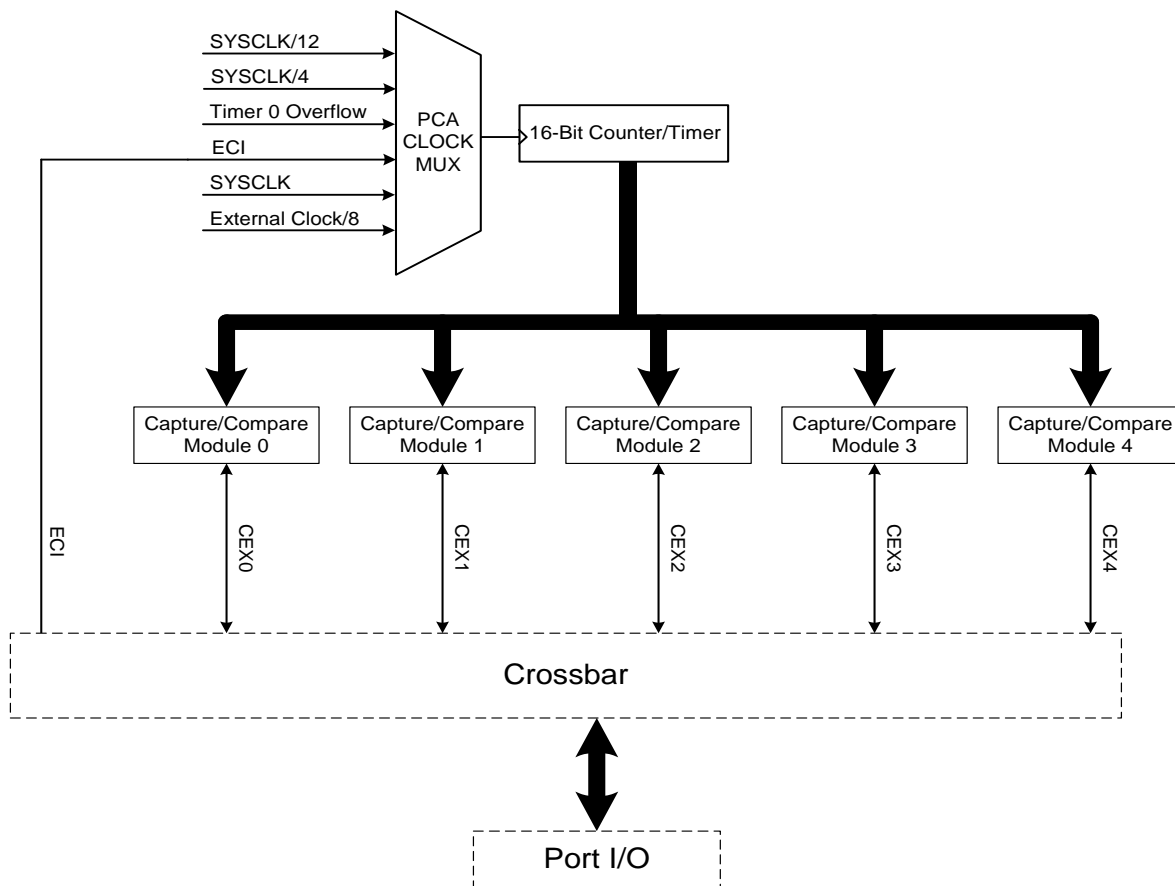 SYSCLK/12
SYSCLK/4
Timer 0 Overflow
ECI
SYSCLK
External Clock/8
PCA
CLOCK
MUX
16-Bit Counter/Timer
Capture/Compare
Module 0
Capture/Compare
Module 1
Capture/Compare
Module 2
Capture/Compare
Module 3
Capture/Compare
Module 4
ECI
CEX0
CEX1
CEX2
CEX3
CEX4
Crossbar
Port I/O